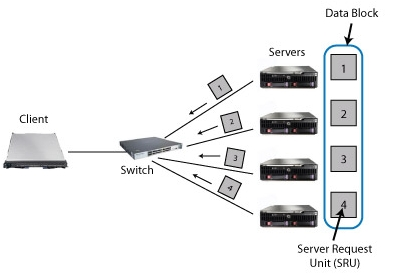 Data Block
Servers
1
1
2
2
Client
3
3
Switch
4
4
Server Request
Unit (SRU)